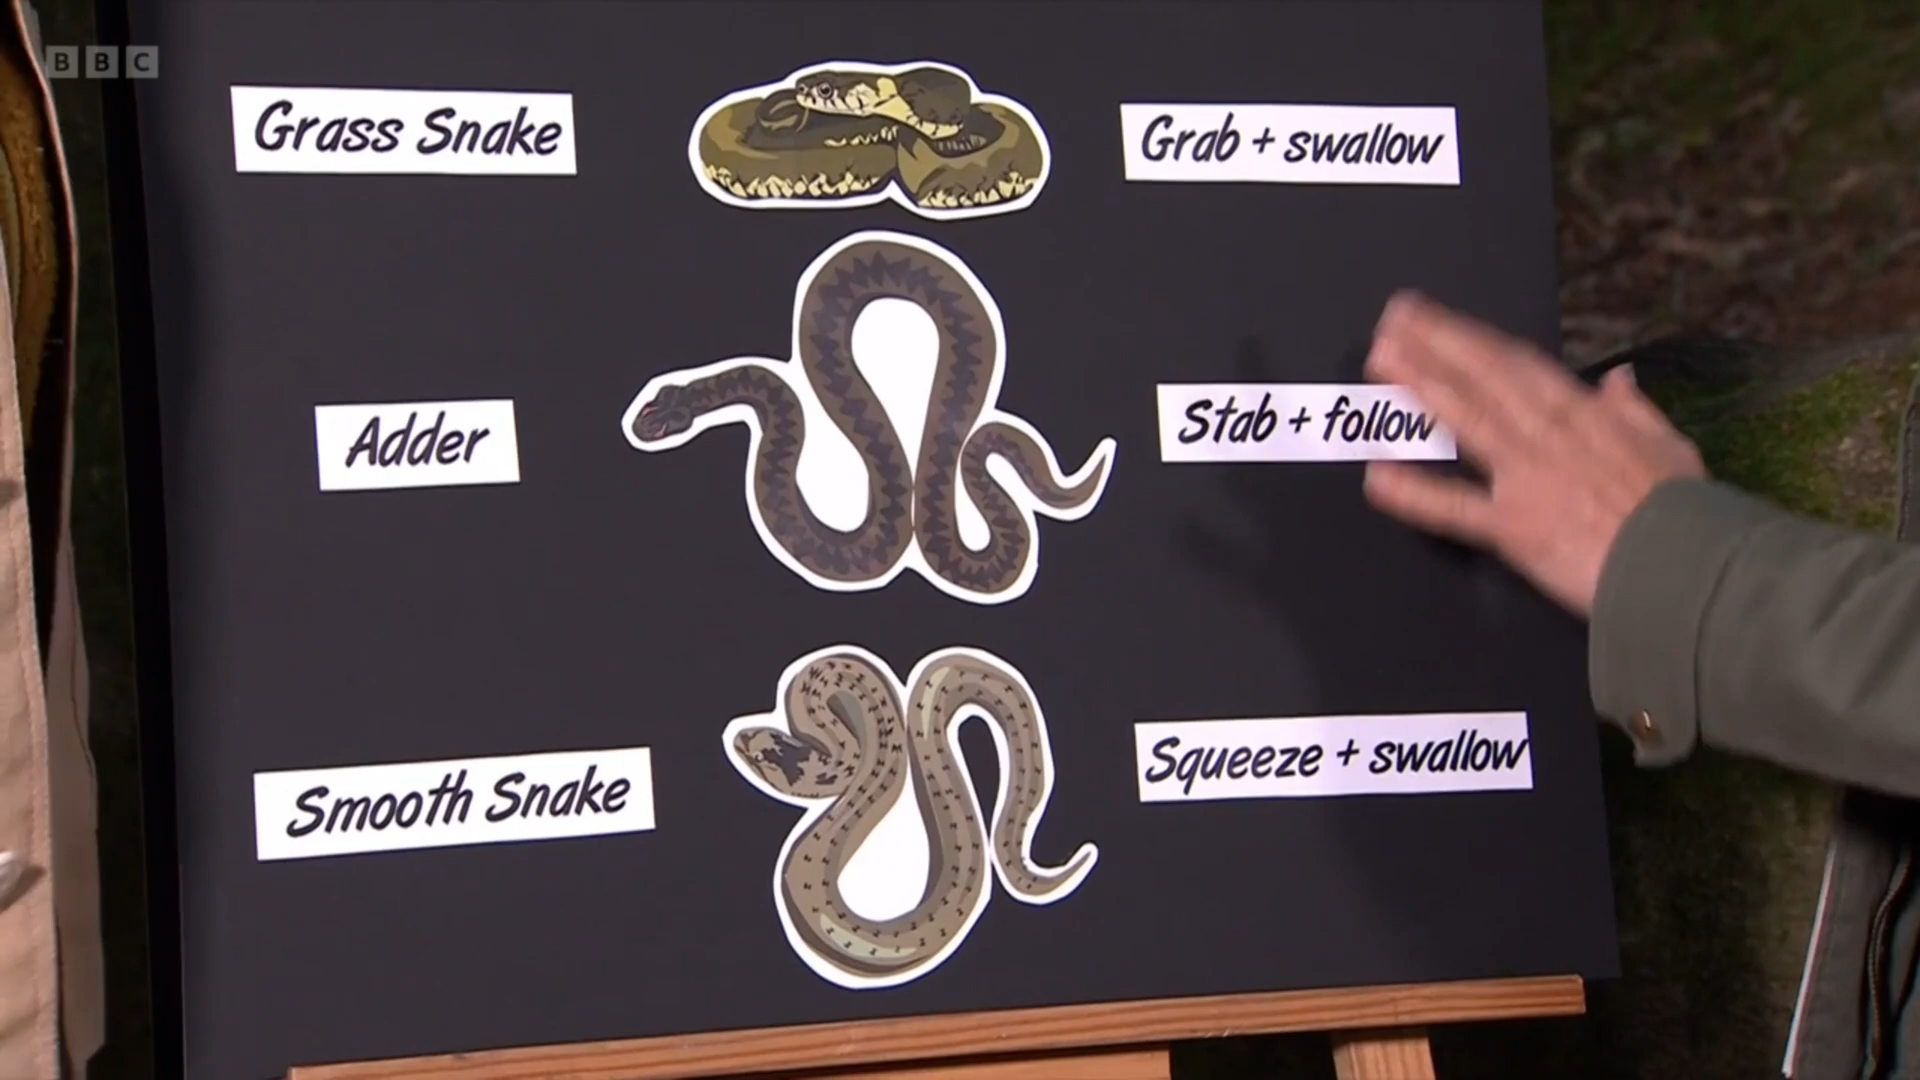 BBC
Grass Snake
Grab + swallow
Adder
Stab + follow
Smooth Snake
Squeeze + swallow